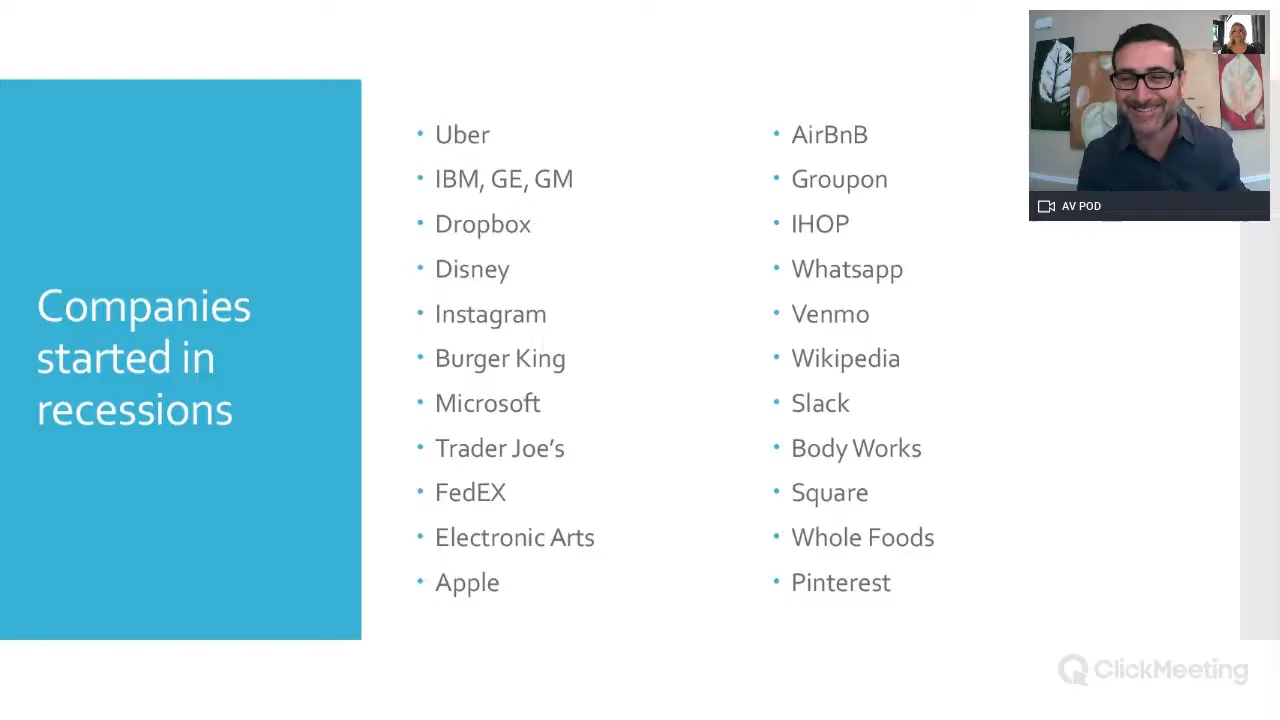 Companies
started in
recessions
Uber
IBM, GE, GM
Dropbox
Disney
Instagram
Burger King
Microsoft
Trader Joe's
FedEX
Electronic Arts
Apple
AirBnB
Groupon
IHOP
Whatsapp
Venmo
Wikipedia
Slack
Body Works
Square
Whole Foods
Pinterest
AV POD
ClickMeeting